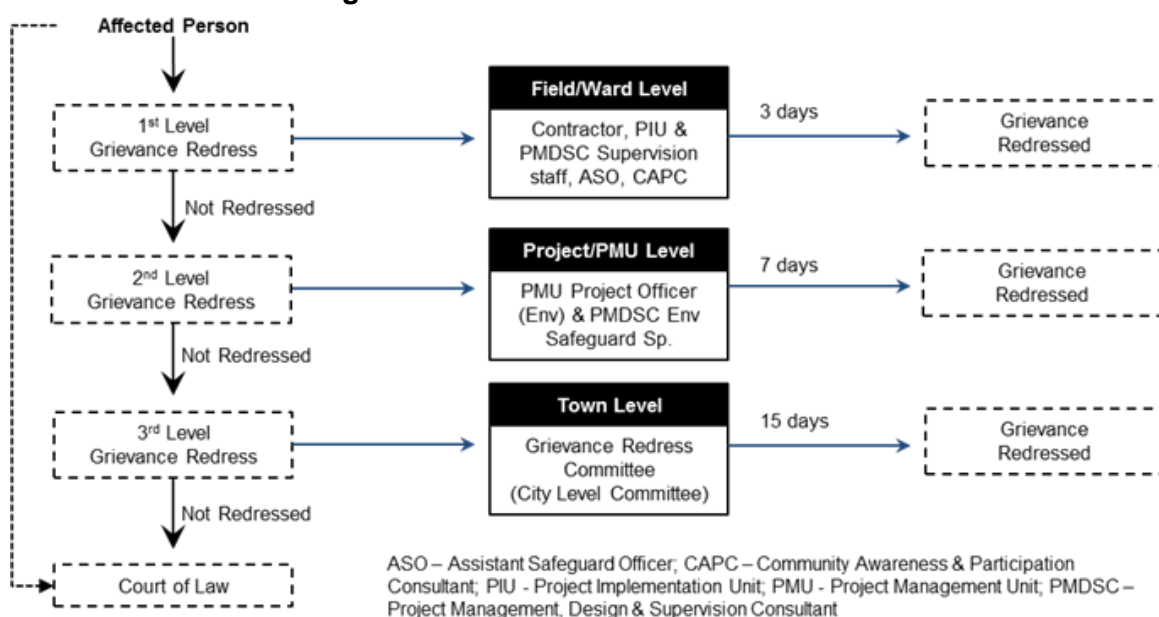 Affected Person
1st Level
Grievance Redress
Field/Ward Level
Contractor, PIU &
PMDSC Supervision
staff, ASO, CAPC
3 days
Grievance
Redressed
Not Redressed
2nd Level
Grievance Redress
Project/PMU Level
PMU Project Officer
(Env) & PMDSC Env
Safeguard Sp.
7 days
Grievance
Redressed
Not Redressed
3rd Level
Grievance Redress
Town Level
Grievance Redress
Committee
(City Level Committee)
15 days
Grievance
Redressed
Not Redressed
Court of Law
ASO – Assistant Safeguard Officer; CAPC – Community Awareness & Participation
Consultant; PIU - Project Implementation Unit; PMU - Project Management Unit; PMDSC –
Project Management, Design & Supervision Consultant